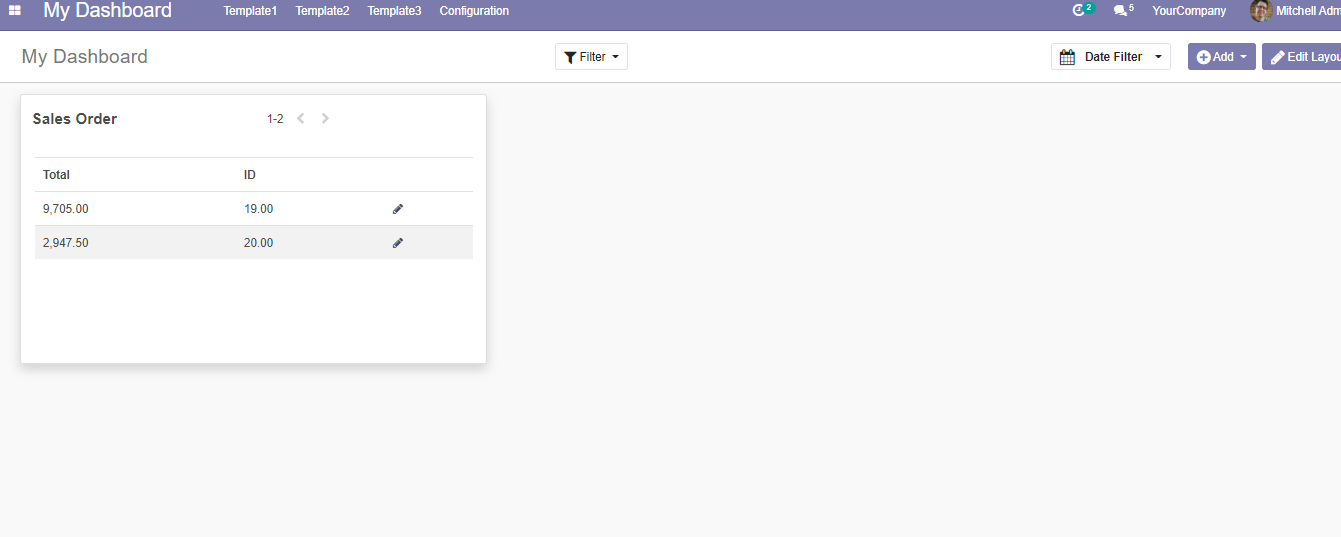 My Dashboard Template1 Template2 Template3 Configuration 2 5 YourCompany Mitchell Adm
My Dashboard Filter Date Filter Add Edit Layou
Sales Order 1-2
Total ID
9,705.00 19.00
2,947.50 20.00